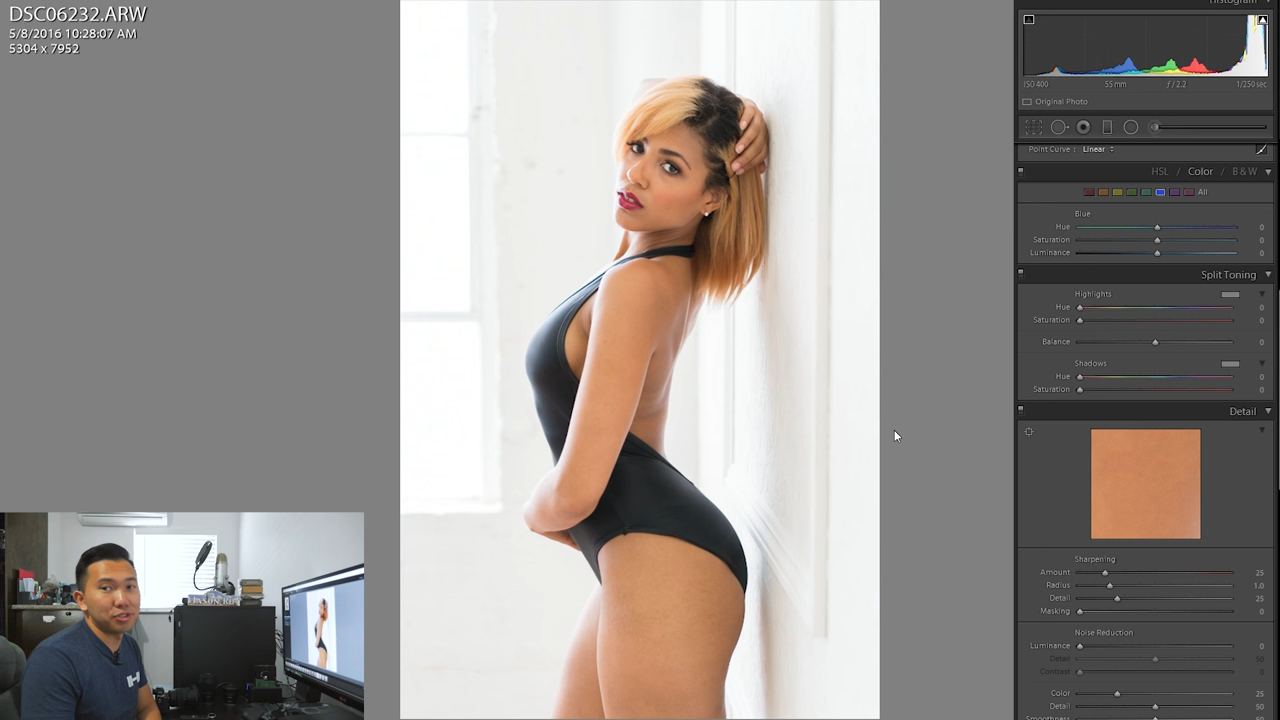 DSC06232.ARW
5/8/2016 10:28:07 AM
5304 x 7952
Histogram
ISO 400 55 mm ƒ / 2.2 1/250 sec
Original Photo
Point Curve : Linear
HSL / Color / B & W
All
Blue
Hue 0
Saturation 0
Luminance 0
Split Toning
Highlights
Hue 0
Saturation 0
Balance 0
Shadows
Hue 0
Saturation 0
Detail
Sharpening
Amount 25
Radius 1.0
Detail 25
Masking 0
Noise Reduction
Luminance 0
Detail 50
Contrast 0
Color 25
Detail 50
Smoothness 50